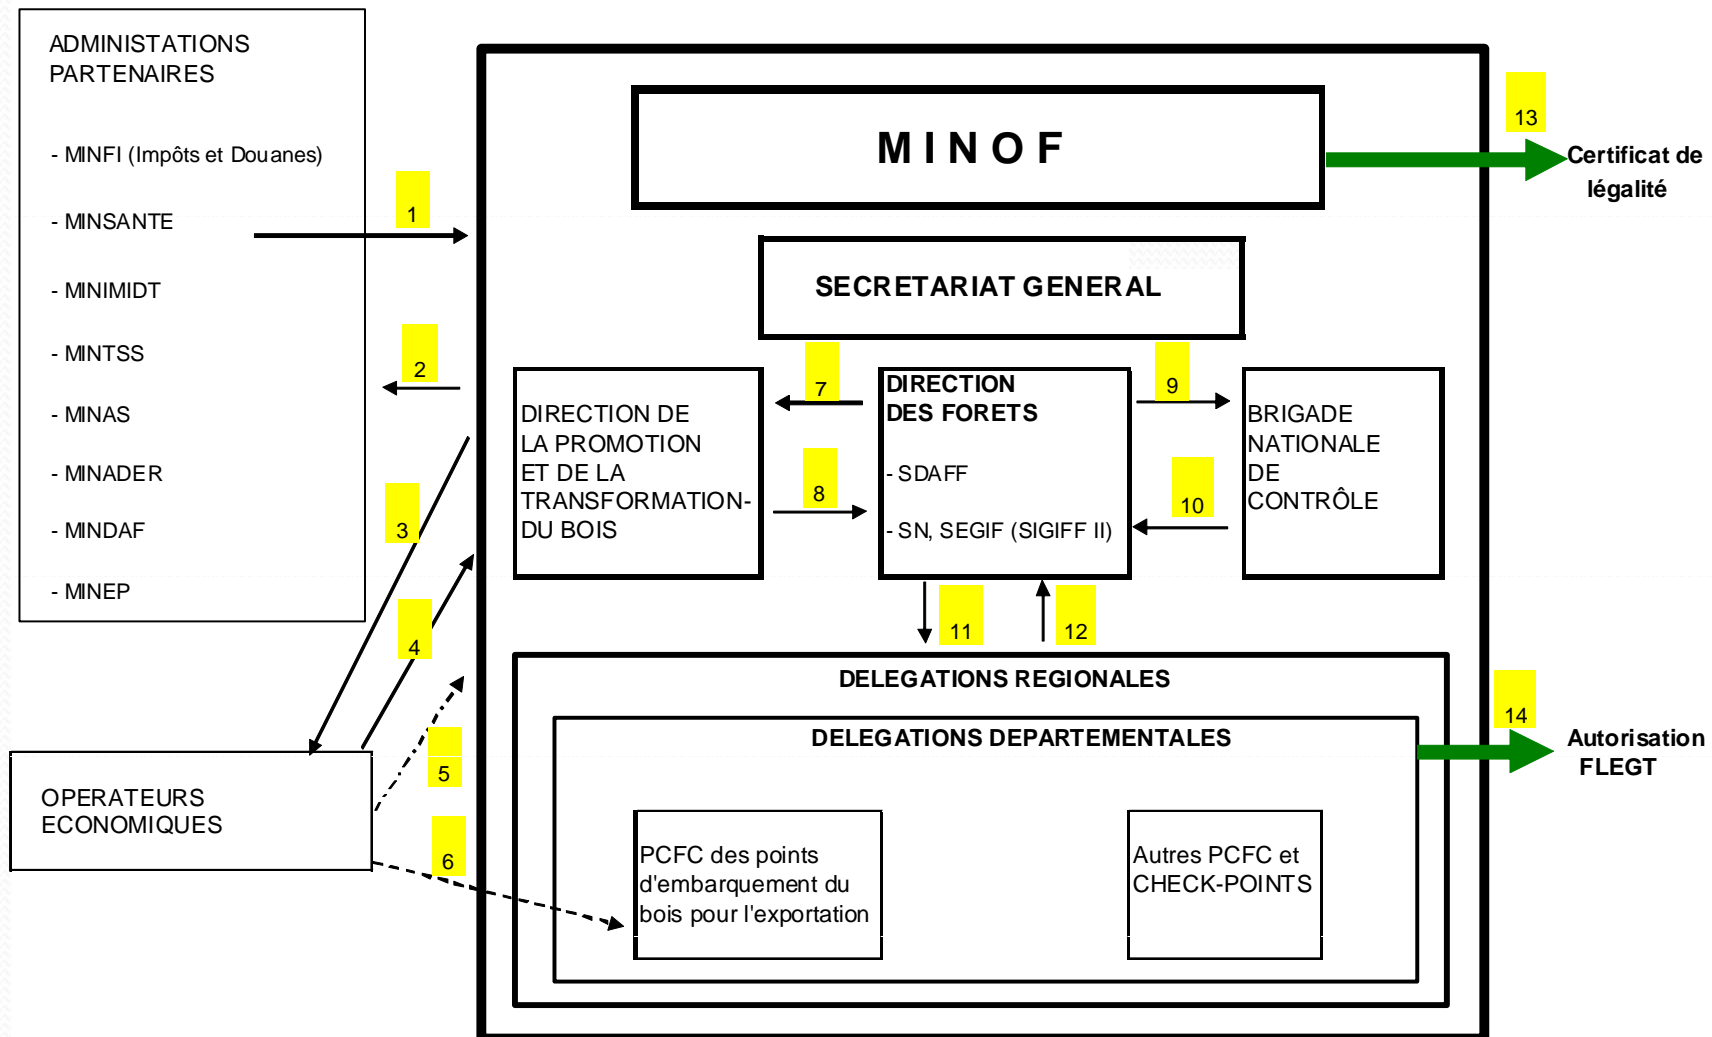 ADMINISTATIONS
PARTENAIRES
- MINFI (Impôts et Douanes)
- MINSANTE
- MINIMIDT
- MINTSS
- MINAS
- MINADER
- MINDAF
- MINEP
1
2
3
4
5
6
OPERATEURS
ECONOMIQUES
MINOF
13
Certificat de
légalité
SECRETARIAT GENERAL
DIRECTION DE
LA PROMOTION
ET DE LA
TRANSFORMATION-
DU BOIS
7
8
DIRECTION
DES FORETS
- SDAFF
- SN, SEGIF (SIGIFF II)
9
10
BRIGADE
NATIONALE
DE
CONTRÔLE
11
12
DELEGATIONS REGIONALES
DELEGATIONS DEPARTEMENTALES
14
Autorisation
FLEGT
PCFC des points
d'embarquement du
bois pour l'exportation
Autres PCFC et
CHECK-POINTS